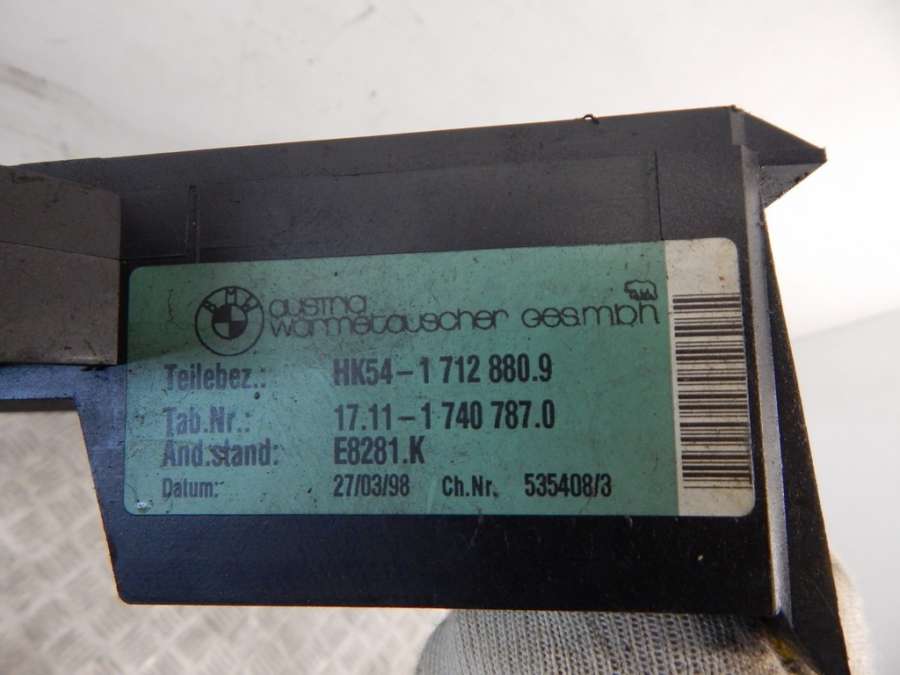 BMW
austria
wärmetauscher Ges.m.b.h
Teilebez.: HK54-1 712 880.9
Tab.Nr.: 17.11-1 740 787.0
Änd.stand: E8281.K
Datum: 27/03/98 Ch.Nr. 535408/3